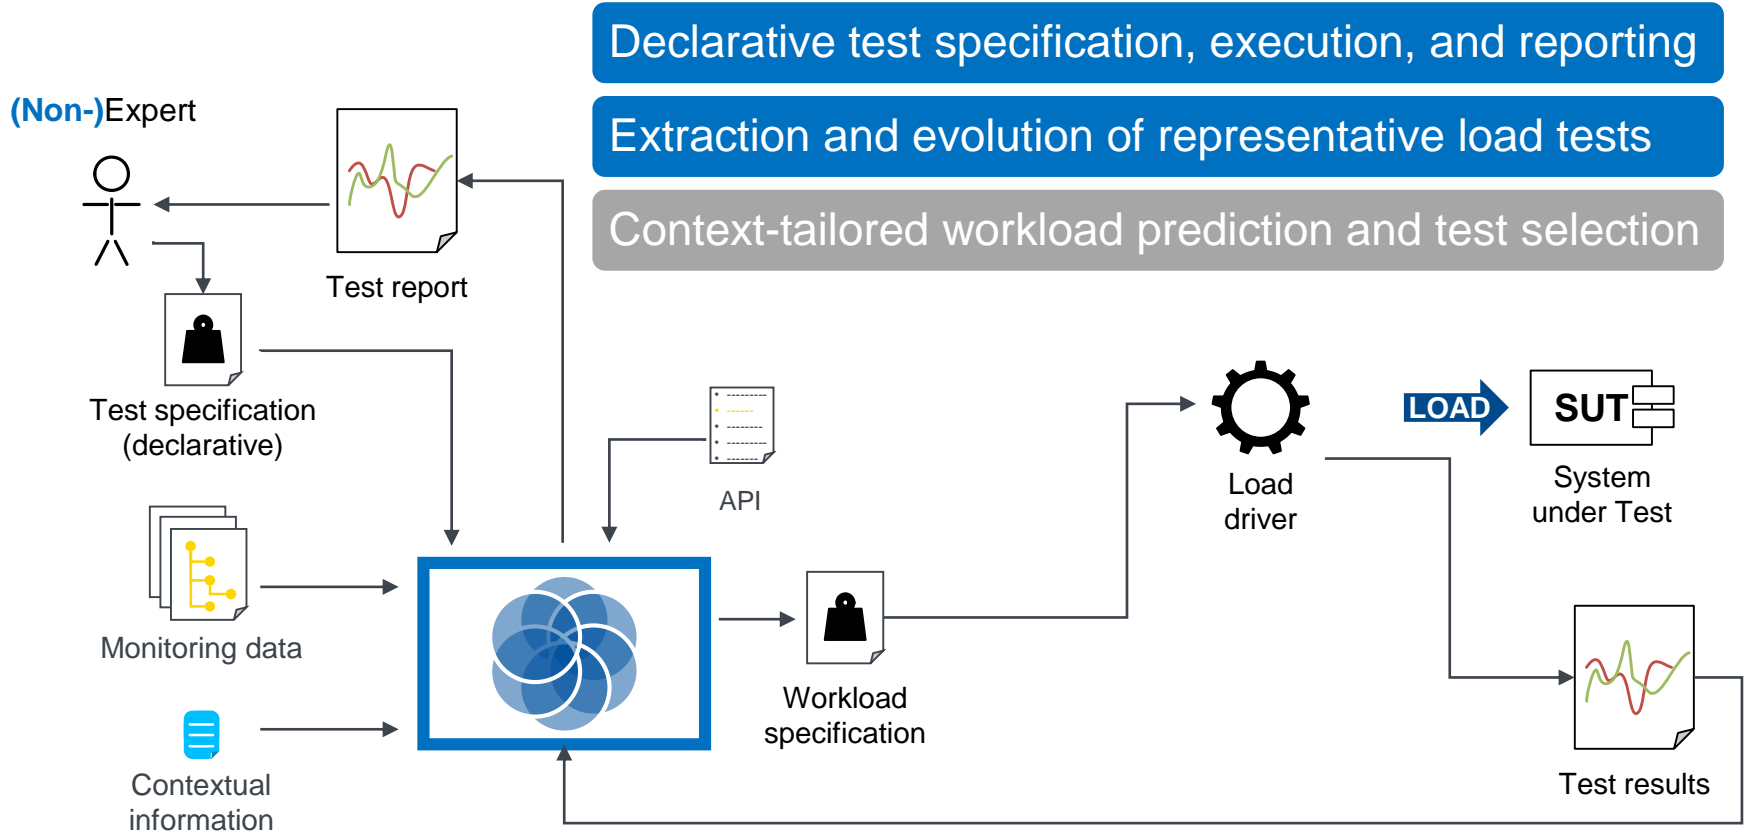 Declarative test specification, execution, and reporting
Extraction and evolution of representative load tests
Context-tailored workload prediction and test selection
(Non-)Expert
Test report
Test specification
(declarative)
API
Monitoring data
Contextual
information
Workload
specification
Load
driver
LOAD
SUT
System
under Test
Test results